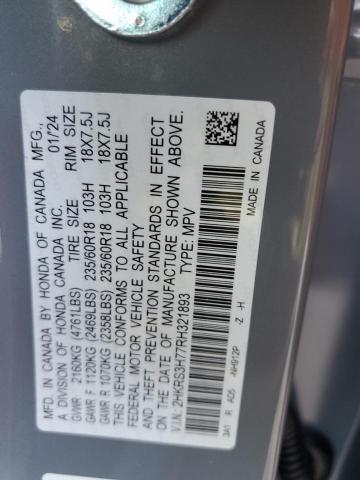 MFD. IN CANADA BY HONDA OF CANADA MFG.,
A DIVISION OF HONDA CANADA INC. 01/24
TIRE SIZE RIM SIZE
GVWR 2160KG (4761LBS)
GAWR F 1120KG (2469LBS) 235/60R18 103H 18X7.5J
GAWR R 1070KG (2358LBS) 235/60R18 103H 18X7.5J
THIS VEHICLE CONFORMS TO ALL APPLICABLE
FEDERAL MOTOR VEHICLE SAFETY
AND THEFT PREVENTION STANDARDS IN EFFECT
ON THE DATE OF MANUFACTURE SHOWN ABOVE.
V.I.N.: 2HKRS3H77RH321893 TYPE: MPV
3A1 R AD5 -NH912P -Z -H
MADE IN CANADA